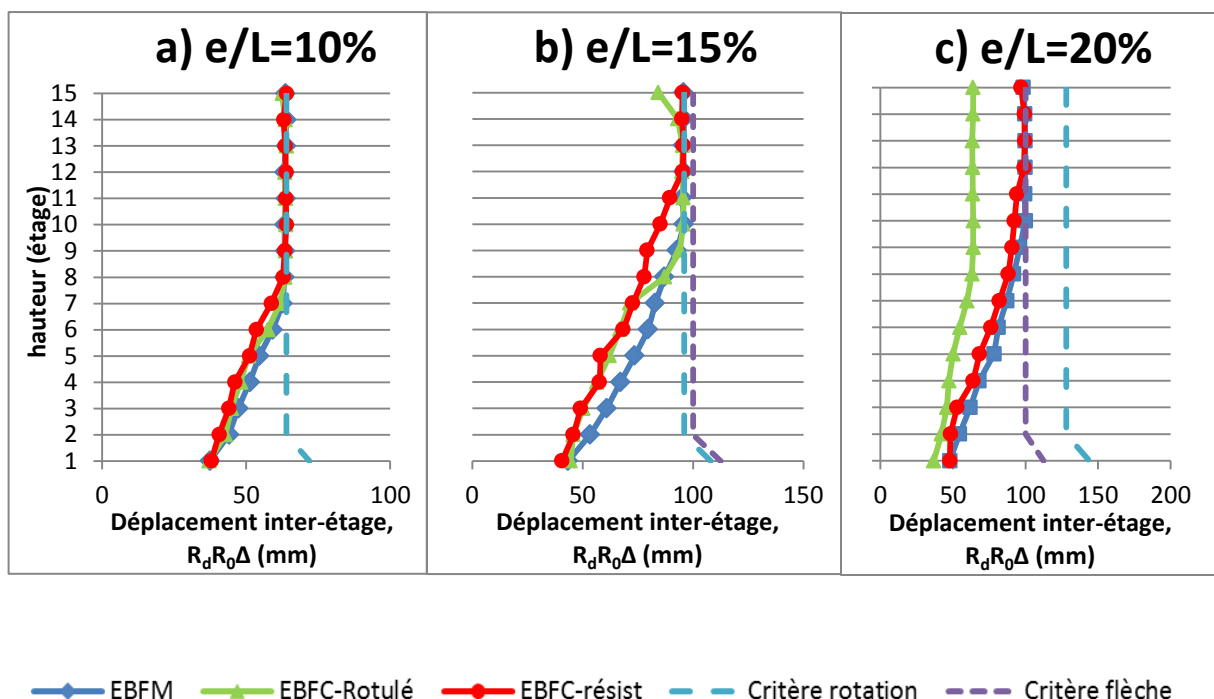 a) e/L=10%
b) e/L=15%
c) e/L=20%
hauteur (étage)
15
14
13
12
11
10
9
8
7
6
5
4
3
2
1
0
50
100
Déplacement inter-étage,
RdR0Δ (mm)
0
50
100
150
Déplacement inter-étage,
RdR0Δ (mm)
0
50
100
150
200
Déplacement inter-étage,
RdR0Δ (mm)
EBFM
EBFC-Rotulé
EBFC-résist
Critère rotation
Critère flèche